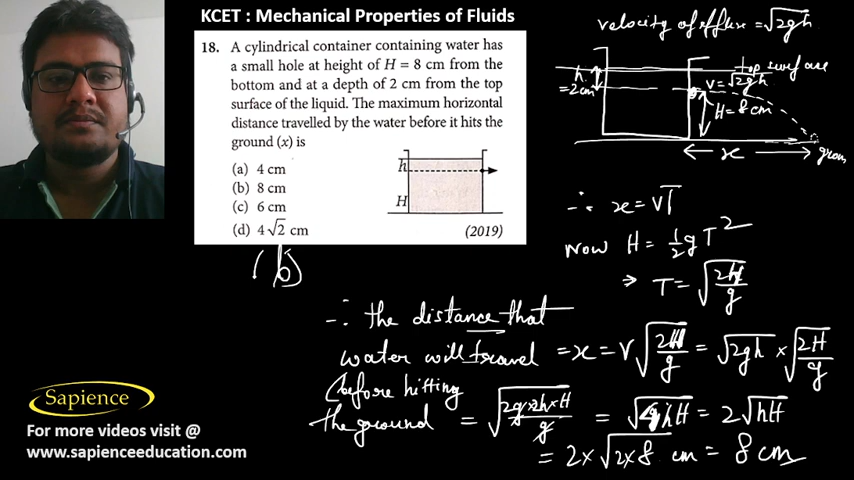 KCET : Mechanical Properties of Fluids
18. A cylindrical container containing water has
a small hole at height of H = 8 cm from the
bottom and at a depth of 2 cm from the top
surface of the liquid. The maximum horizontal
distance travelled by the water before it hits the
ground (x) is
(a) 4 cm
(b) 8 cm
(c) 6 cm
(d) 4√2 cm
(2019)
h
H
(b)
velocity of efflux = √2gh
top surface
h
= 2cm
v = √2gh
H = 8 cm
x
∴ x = VT
Now H = ½gT²
⇒ T = √(2H/g)
∴ the distance that
water will travel = x = V√(2H/g) = √2gh × √(2H/g)
before hitting
the ground = √(2g×2h×H/g) = √4hH = 2√hH
= 2×√2×8 cm = 8 cm
Sapience
For more videos visit @
www.sapienceeducation.com